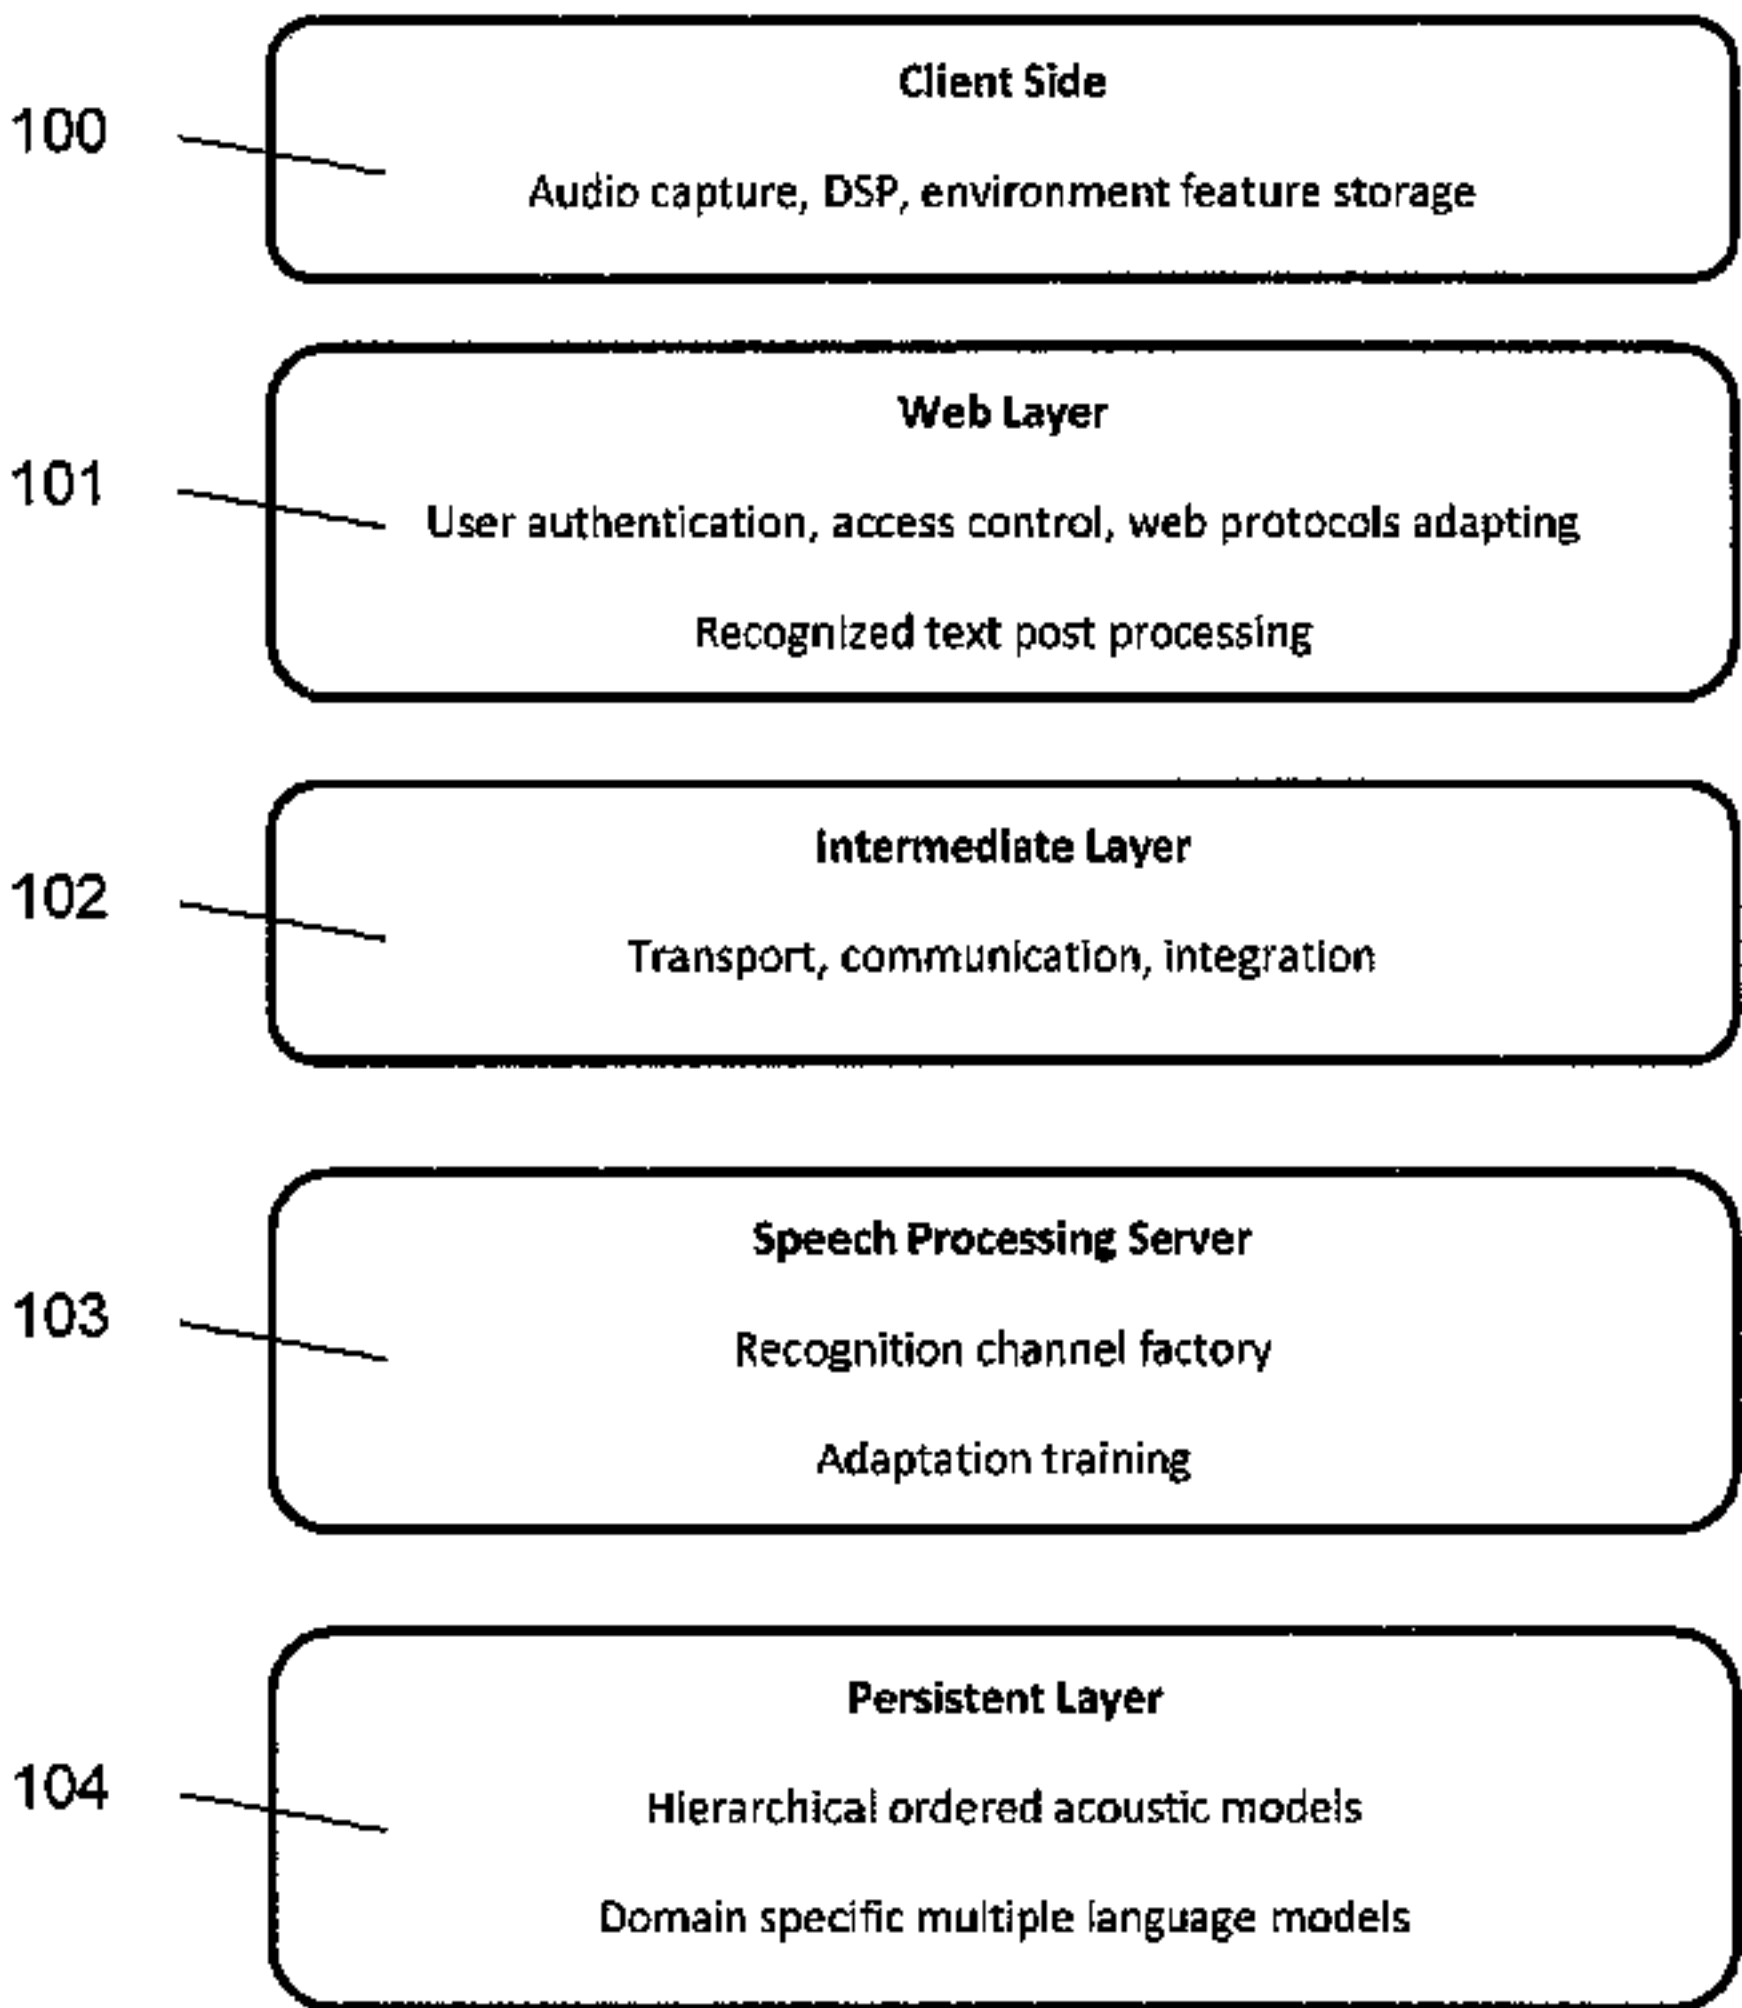 Client Side
100
Audio capture, DSP, environment feature storage
Web Layer
101
User authentication, access control, web protocols adapting
Recognized text post processing
Intermediate Layer
102
Transport, communication, integration
Speech Processing Server
103
Recognition channel factory
Adaptation training
Persistent Layer
104
Hierarchical ordered acoustic models
Domain specific multiple language models